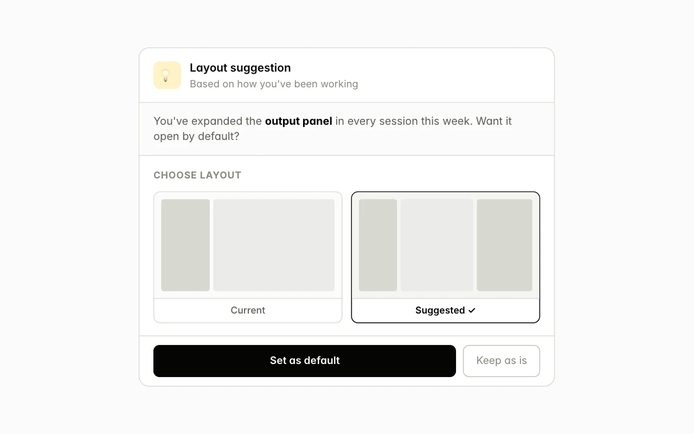 Layout suggestion
Based on how you've been working
You've expanded the output panel in every session this week. Want it
open by default?
CHOOSE LAYOUT
Current
Suggested ✓
Set as default
Keep as is